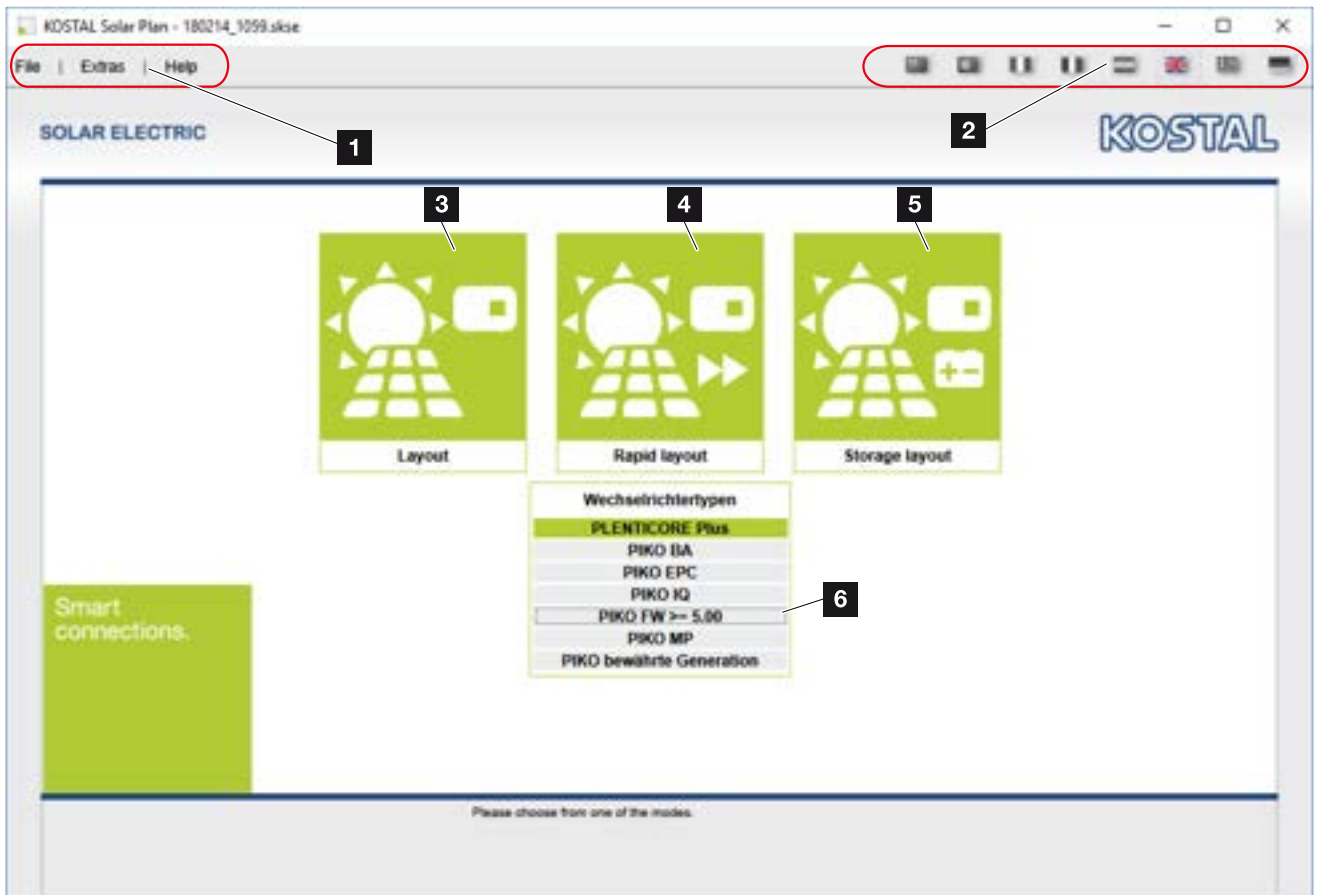 KOSTAL Solar Plan - 180214_1059.skse
File | Extras | Help
1
2
SOLAR ELECTRIC
KOSTAL
3
4
5
Layout
Rapid layout
Storage layout
Wechselrichtertypen
PLENTICORE Plus
PIKO BA
PIKO EPC
PIKO IQ
PIKO FW >= 5.00
6
PIKO MP
PIKO bewährte Generation
Smart
connections.
Please choose from one of the modes.